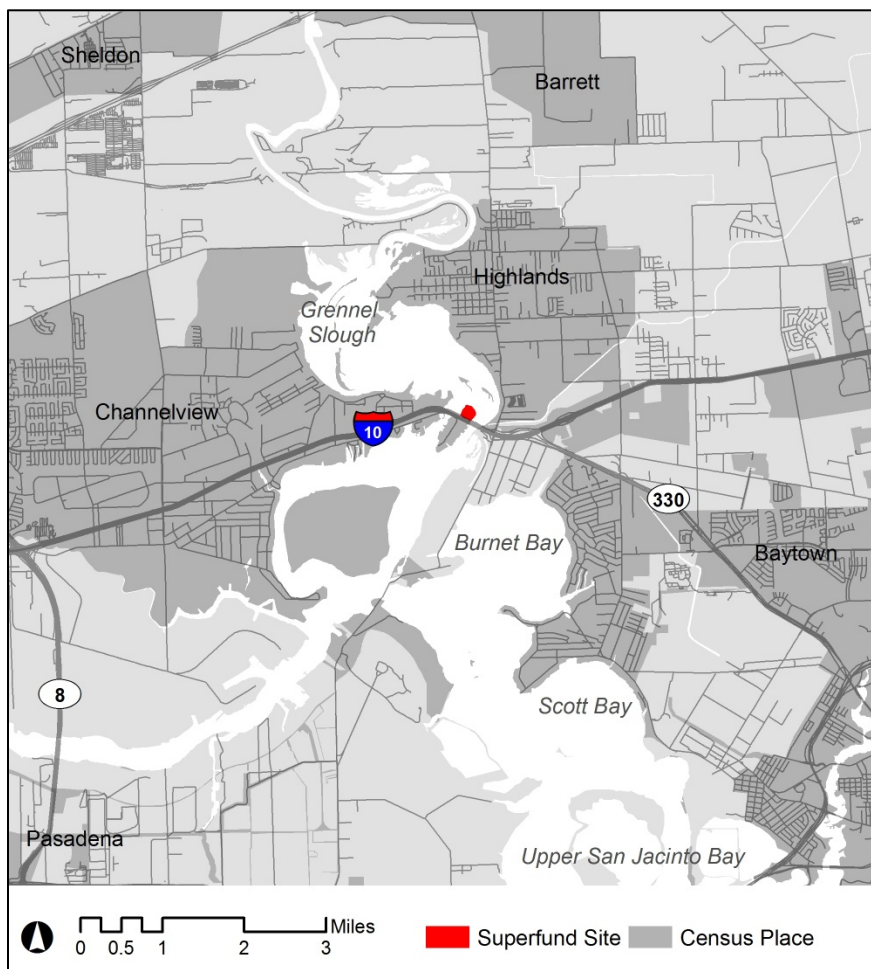 Sheldon
Barrett
Highlands
Grennel
Slough
Channelview
10
330
Burnet Bay
Baytown
8
Scott Bay
Pasadena
Upper San Jacinto Bay
Miles
0 0.5 1 2 3
Superfund Site
Census Place